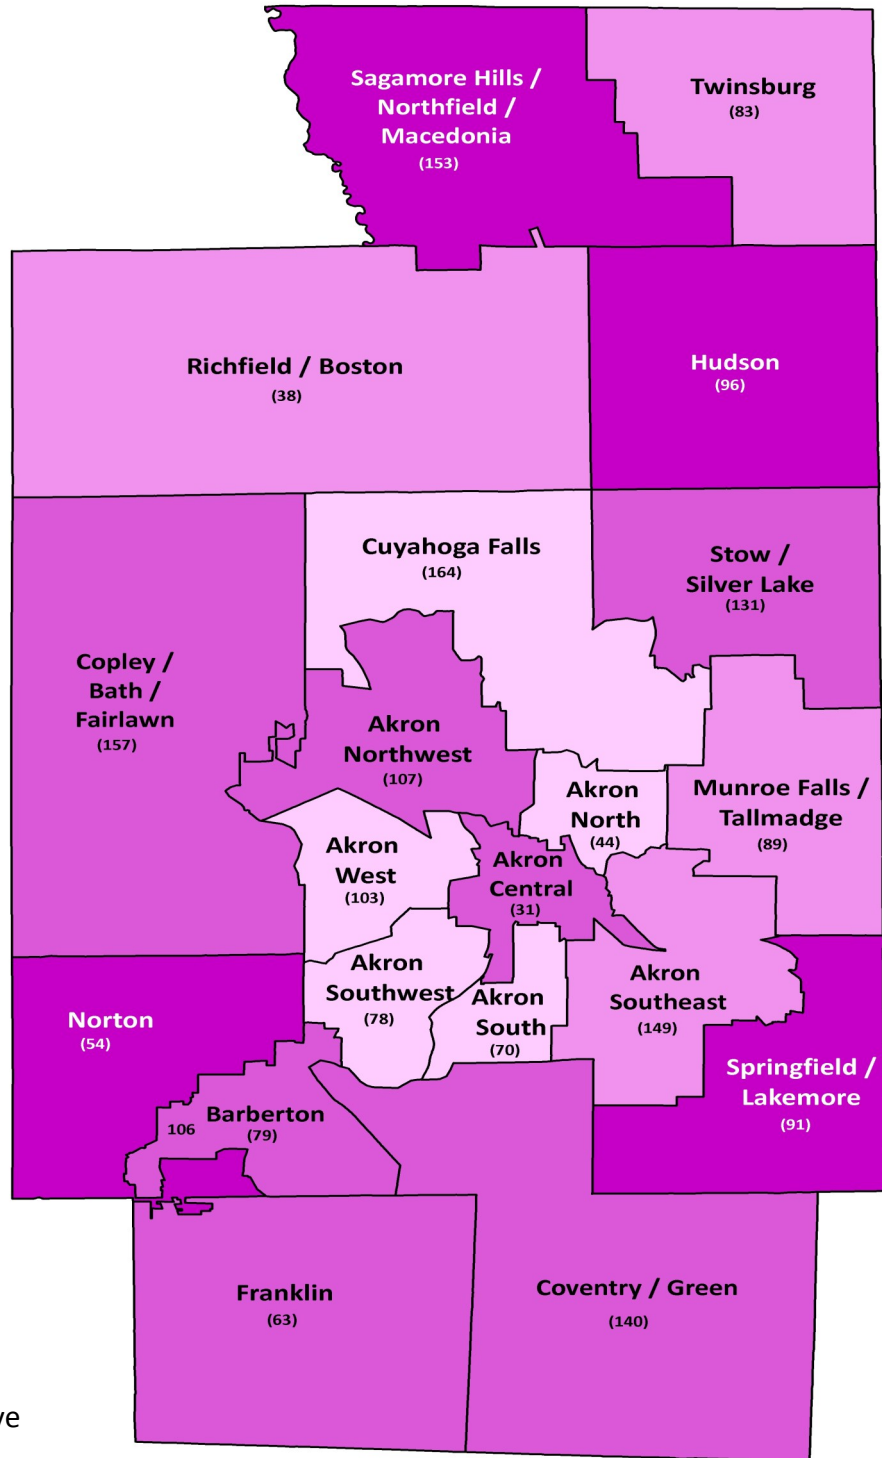 Sagamore Hills /
Northfield /
Macedonia
(153)
Twinsburg
(83)
Richfield / Boston
(38)
Hudson
(96)
Cuyahoga Falls
(164)
Stow /
Silver Lake
(131)
Copley /
Bath /
Fairlawn
(157)
Akron
Northwest
(107)
Akron
North
(44)
Munroe Falls /
Tallmadge
(89)
Akron
West
(103)
Akron
Central
(31)
Akron
Southwest
(78)
Akron
South
(70)
Akron
Southeast
(149)
Norton
(54)
Springfield /
Lakemore
(91)
106
Barberton
(79)
Franklin
(63)
Coventry / Green
(140)